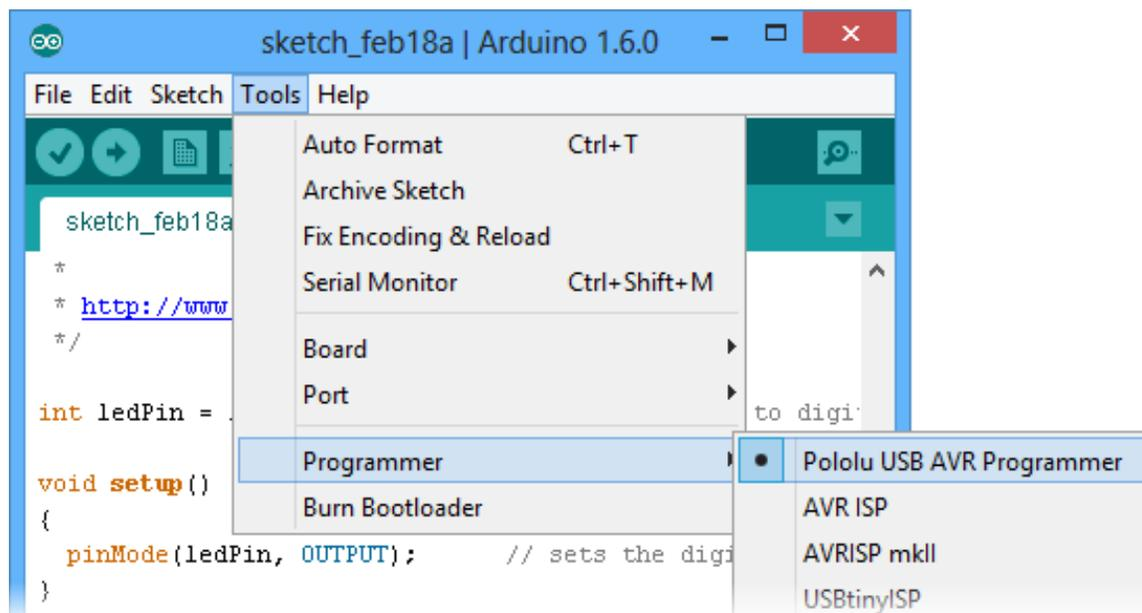 sketch_feb18a | Arduino 1.6.0
File Edit Sketch Tools Help
sketch_feb18a
Auto Format Ctrl+T
Archive Sketch
Fix Encoding & Reload
Serial Monitor Ctrl+Shift+M
Board
Port
Programmer
Burn Bootloader
Pololu USB AVR Programmer
AVR ISP
AVRISP mkII
USBtinyISP
*
* http://www
*/
int ledPin = to digi
void setup()
{
pinMode(ledPin, OUTPUT); // sets the digi
}